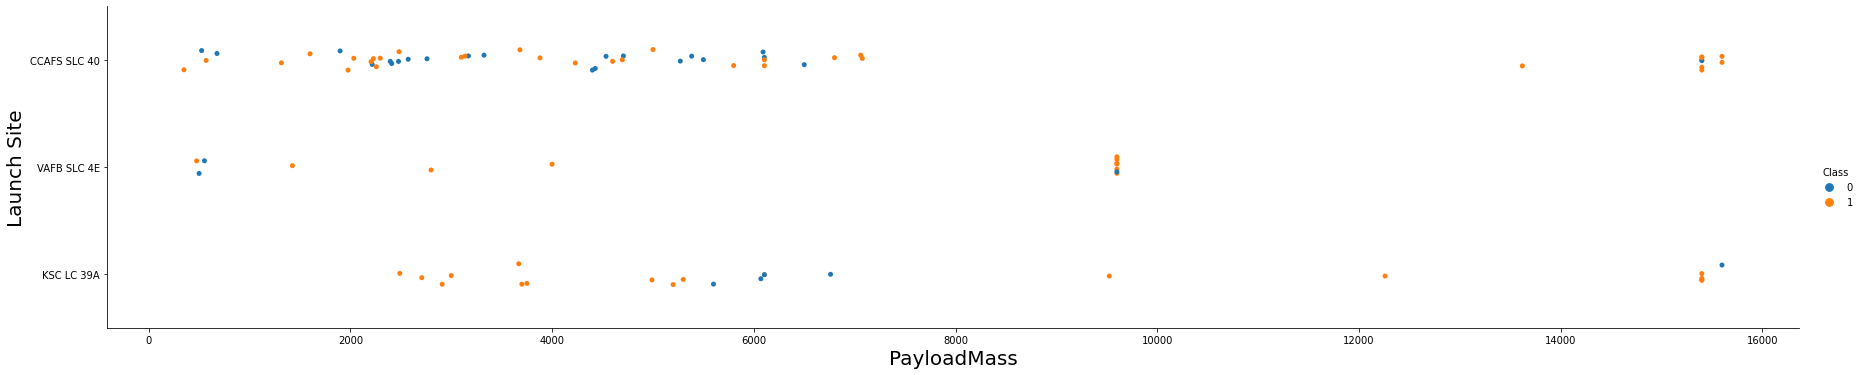 Launch Site
CCAFS SLC 40
VAFB SLC 4E
KSC LC 39A
0 2000 4000 6000 8000 10000 12000 14000 16000
PayloadMass
Class
0
1